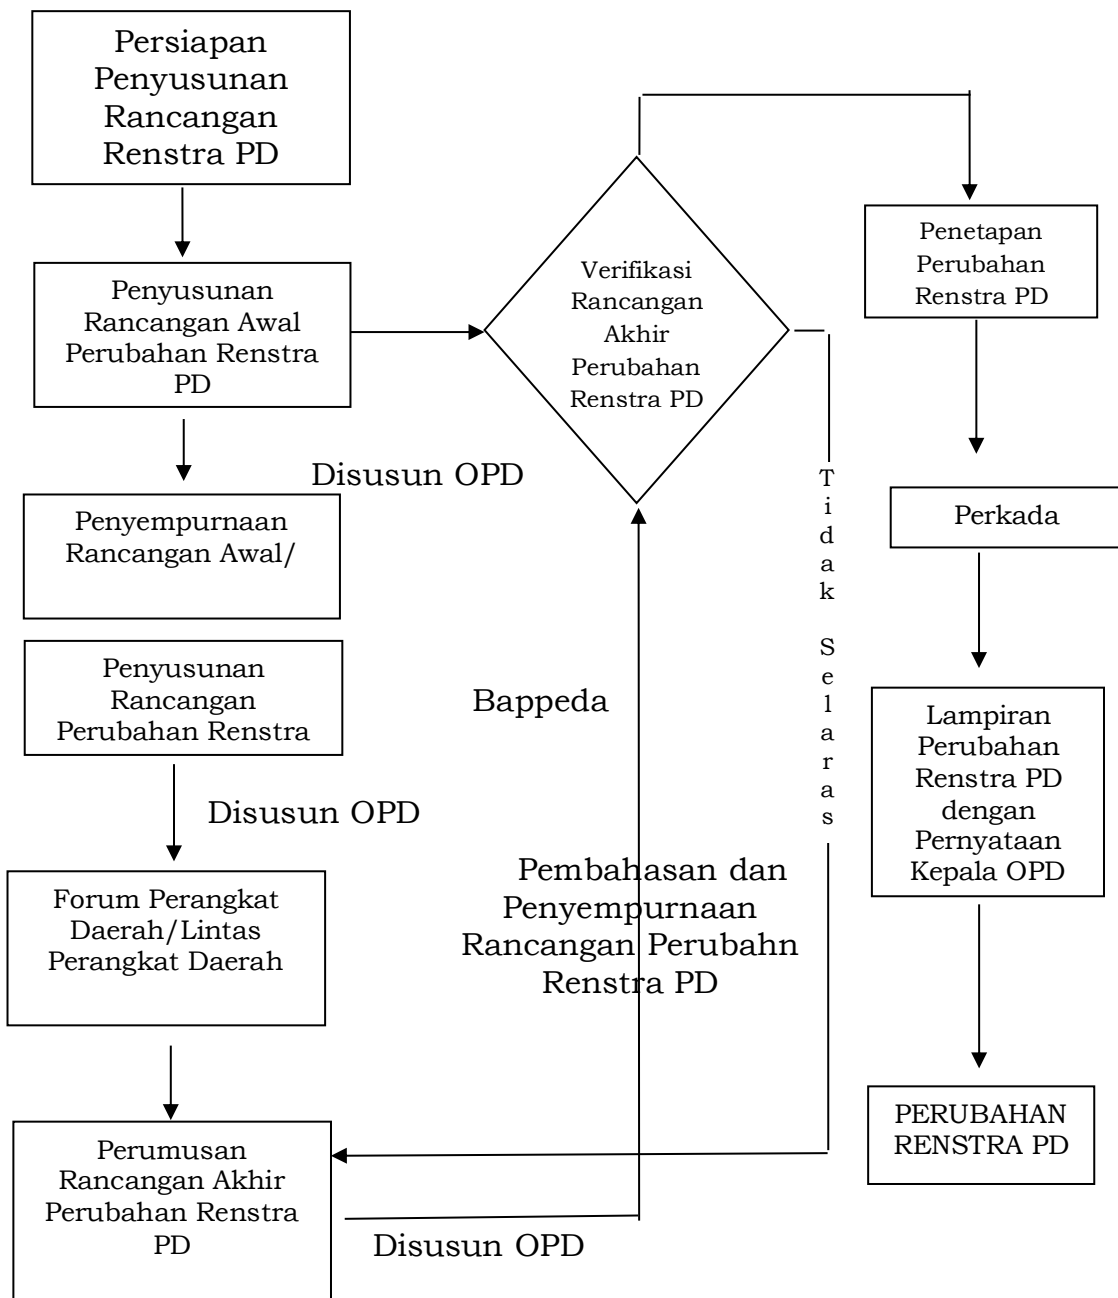 Persiapan
Penyusunan
Rancangan
Renstra PD
Penyusunan
Rancangan Awal
Perubahan Renstra
PD
Disusun OPD
Penyempurnaan
Rancangan Awal/
Penyusunan
Rancangan
Perubahan Renstra
Disusun OPD
Forum Perangkat
Daerah/Lintas
Perangkat Daerah
Perumusan
Rancangan Akhir
Perubahan Renstra
PD
Disusun OPD
Verifikasi
Rancangan
Akhir
Perubahan
Renstra PD
Bappeda
Pembahasan dan
Penyempurnaan
Rancangan Perubahn
Renstra PD
Tidak Selaras
Penetapan
Perubahan
Renstra PD
Perkada
Lampiran
Perubahan
Renstra PD
dengan
Pernyataan
Kepala OPD
PERUBAHAN
RENSTRA PD